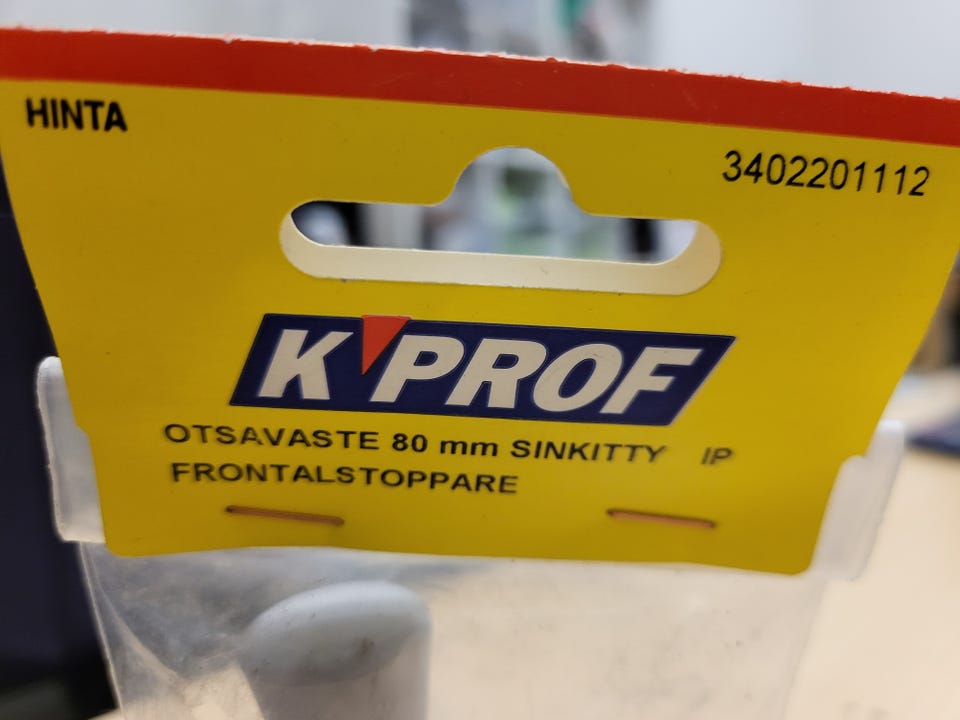 HINTA
3402201112
K'PROF
OTSAVASTE 80 mm SINKITTY IP
FRONTALSTOPPARE